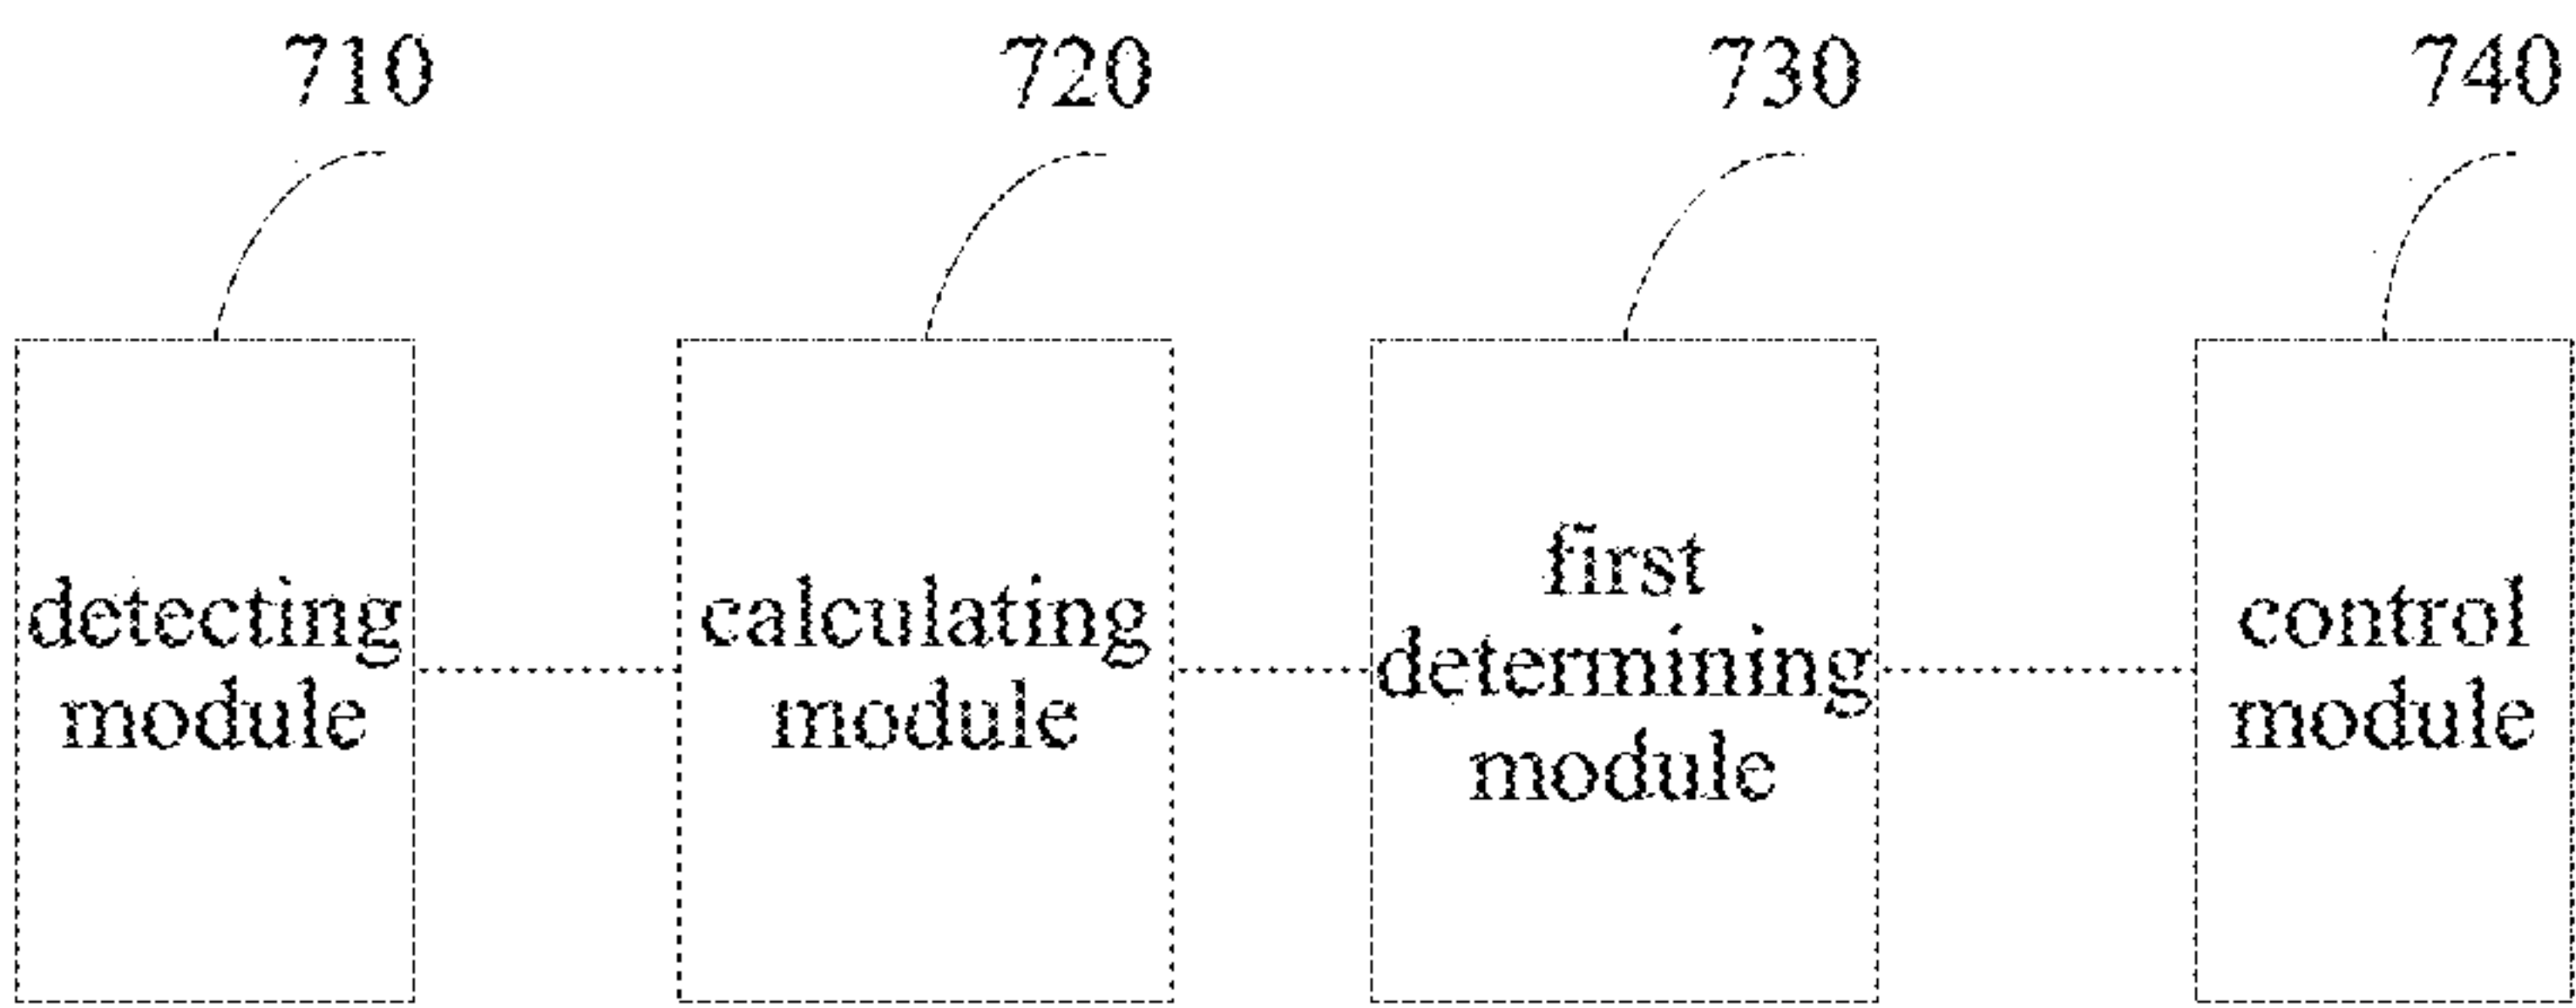 710
720
730
740
detecting
module
calculating
module
first
determining
module
control
module